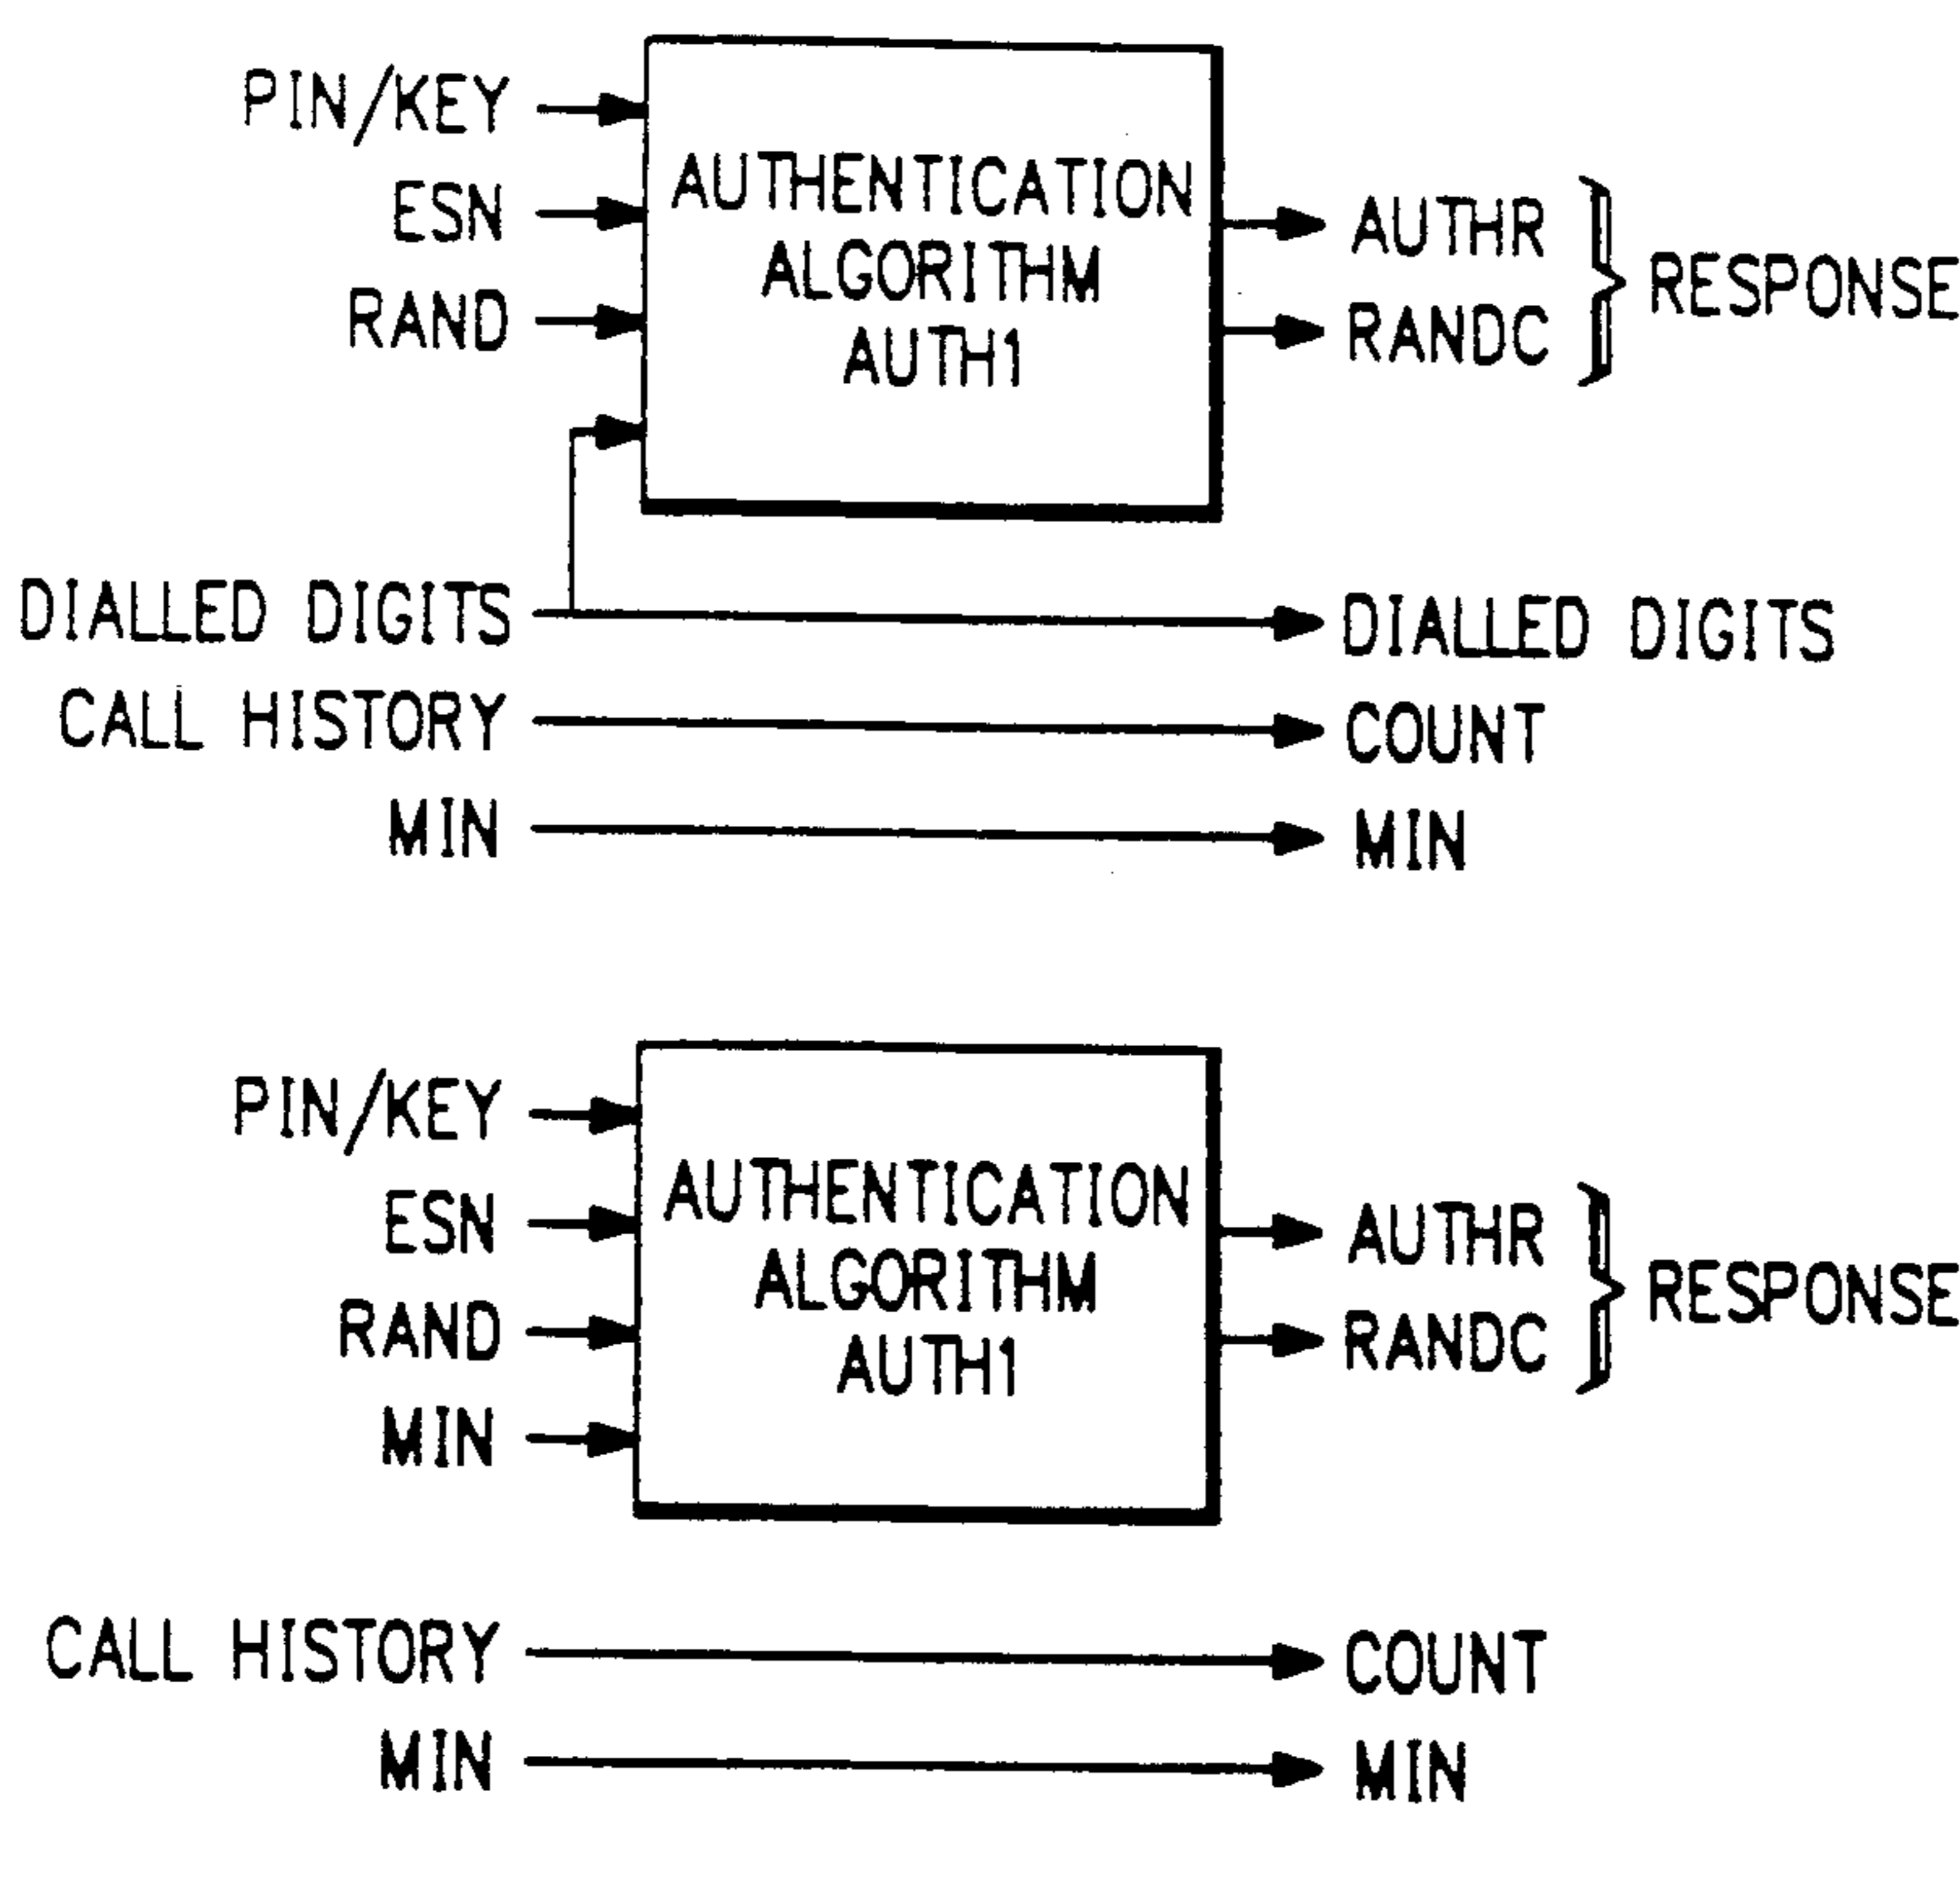 PIN/KEY
ESN
RAND
AUTHENTICATION
ALGORITHM
AUTH1
AUTHR
RANDC
RESPONSE
DIALLED DIGITS
DIALLED DIGITS
CALL HISTORY
COUNT
MIN
MIN
PIN/KEY
ESN
RAND
MIN
AUTHENTICATION
ALGORITHM
AUTH1
AUTHR
RANDC
RESPONSE
CALL HISTORY
COUNT
MIN
MIN